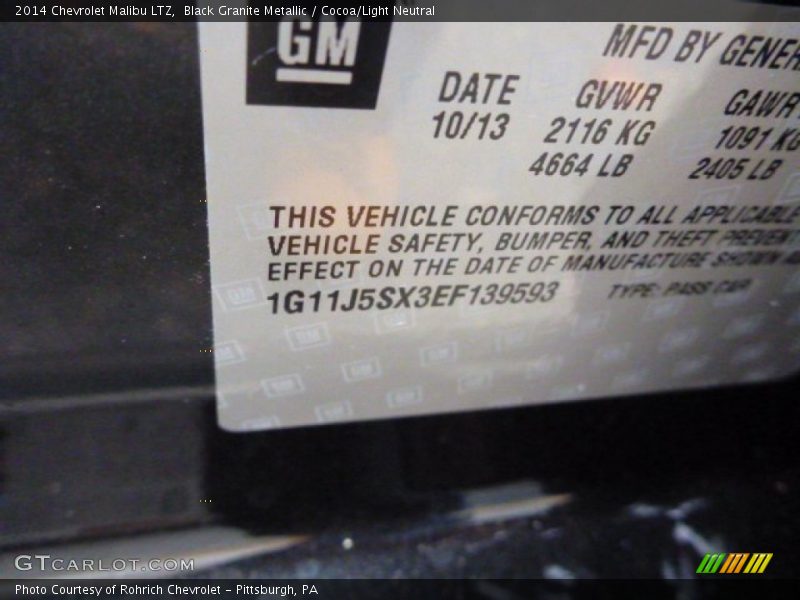 2014 Chevrolet Malibu LTZ, Black Granite Metallic / Cocoa/Light Neutral
GM
MFD BY GENER
DATE GVWR GAWR
10/13 2116 KG 1091 KG
4664 LB 2405 LB
THIS VEHICLE CONFORMS TO ALL APPLICABLE
VEHICLE SAFETY, BUMPER, AND THEFT PREVENT
EFFECT ON THE DATE OF MANUFACTURE SHOWN
1G11J5SX3EF139593 TYPE: PASS CAR
GTCARLOT.COM
Photo Courtesy of Rohrich Chevrolet – Pittsburgh, PA